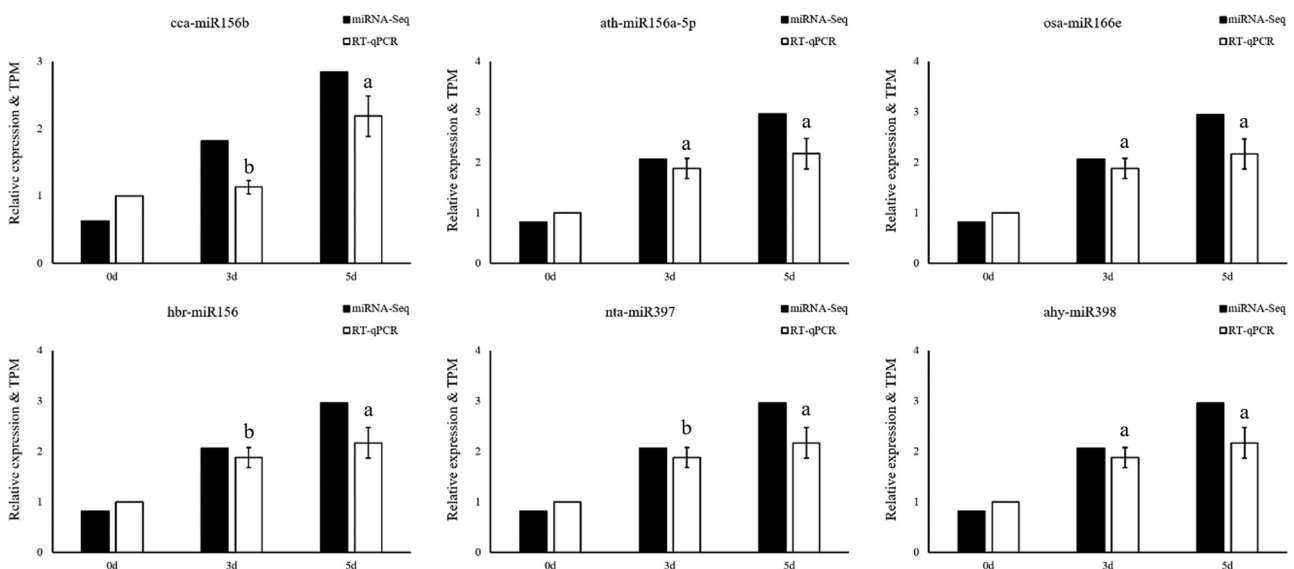 cca-miR156b
miRNA-Seq
RT-qPCR
Relative expression & TPM
3
2
1
0
b
a
0d
3d
5d
ath-miR156a-5p
miRNA-Seq
RT-qPCR
Relative expression & TPM
4
3
2
1
0
a
a
0d
3d
5d
osa-miR166e
miRNA-Seq
RT-qPCR
Relative expression & TPM
4
3
2
1
0
a
a
0d
3d
5d
hbr-miR156
miRNA-Seq
RT-qPCR
Relative expression & TPM
4
3
2
1
0
b
a
0d
3d
5d
nta-miR397
miRNA-Seq
RT-qPCR
Relative expression & TPM
4
3
2
1
0
b
a
0d
3d
5d
ahy-miR398
miRNA-Seq
RT-qPCR
Relative expression & TPM
4
3
2
1
0
a
a
0d
3d
5d